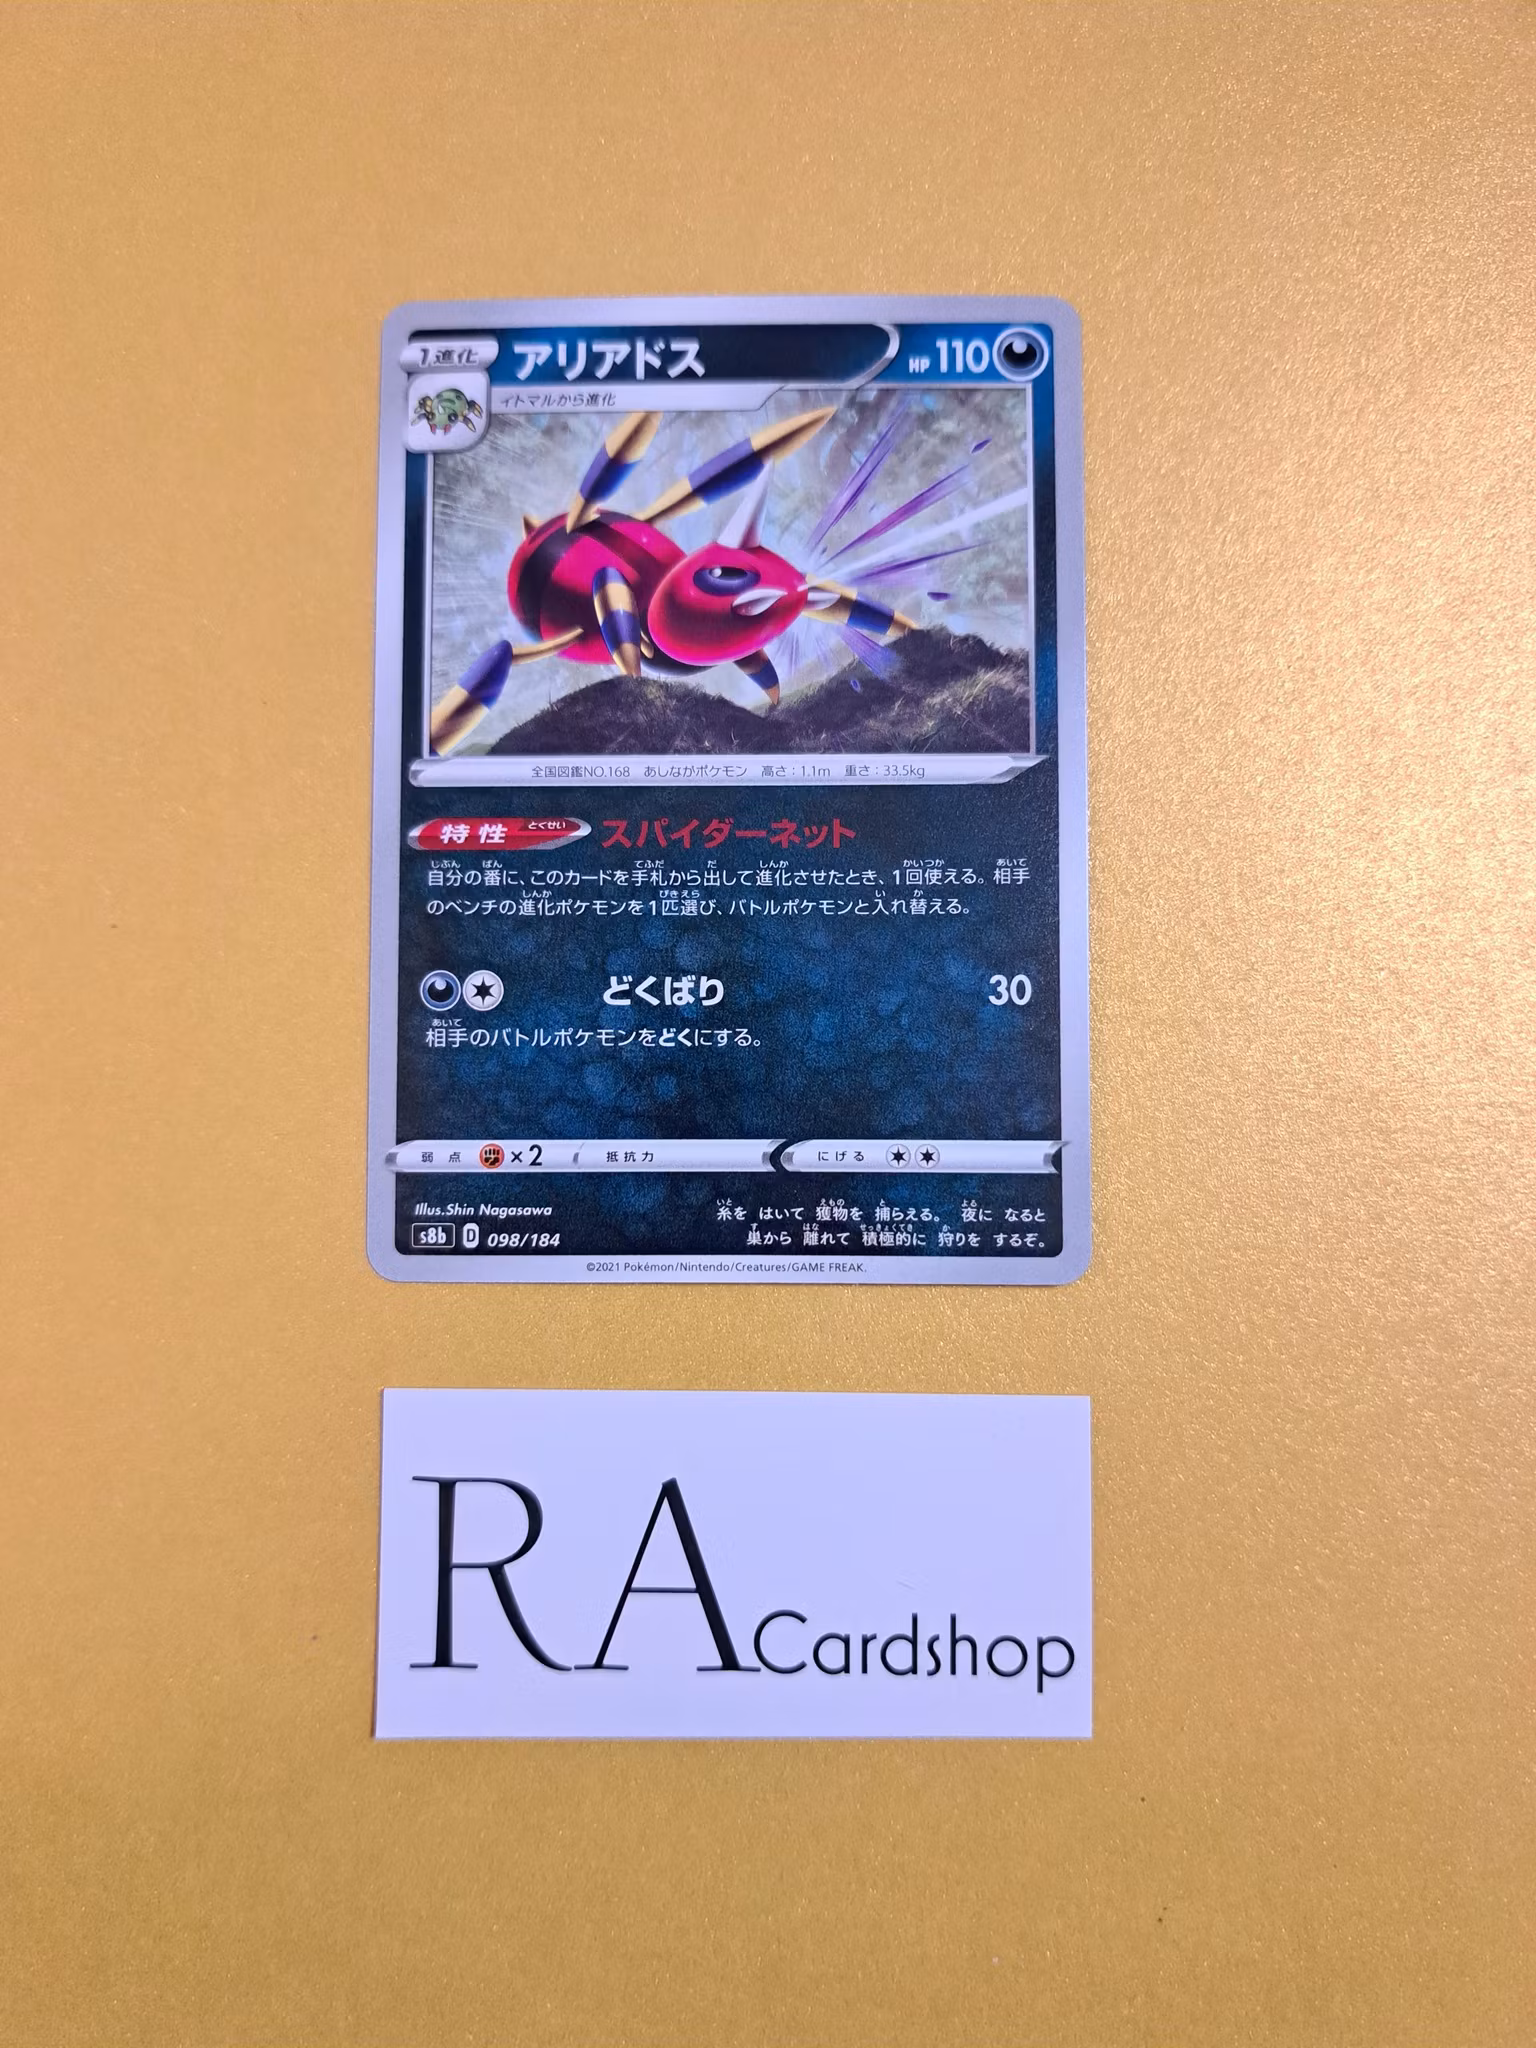 1進化
アリアドス
HP 110
イトマルから進化
全国図鑑NO.168 あしながポケモン 高さ：1.1m 重さ：33.5kg
特性 とくせい スパイダーネット
自分の番に、このカードを手札から出して進化させたとき、1回使える。相手
のベンチの進化ポケモンを1匹選び、バトルポケモンと入れ替える。
どくばり 30
相手のバトルポケモンをどくにする。
弱点 ×2 抵抗力 にげる
Illus.Shin Nagasawa
s8b D 098/184
糸を はいて 獲物を 捕らえる。 夜に なると
巣から 離れて 積極的に 狩りを するぞ。
©2021 Pokémon/Nintendo/Creatures/GAME FREAK.
RA Cardshop